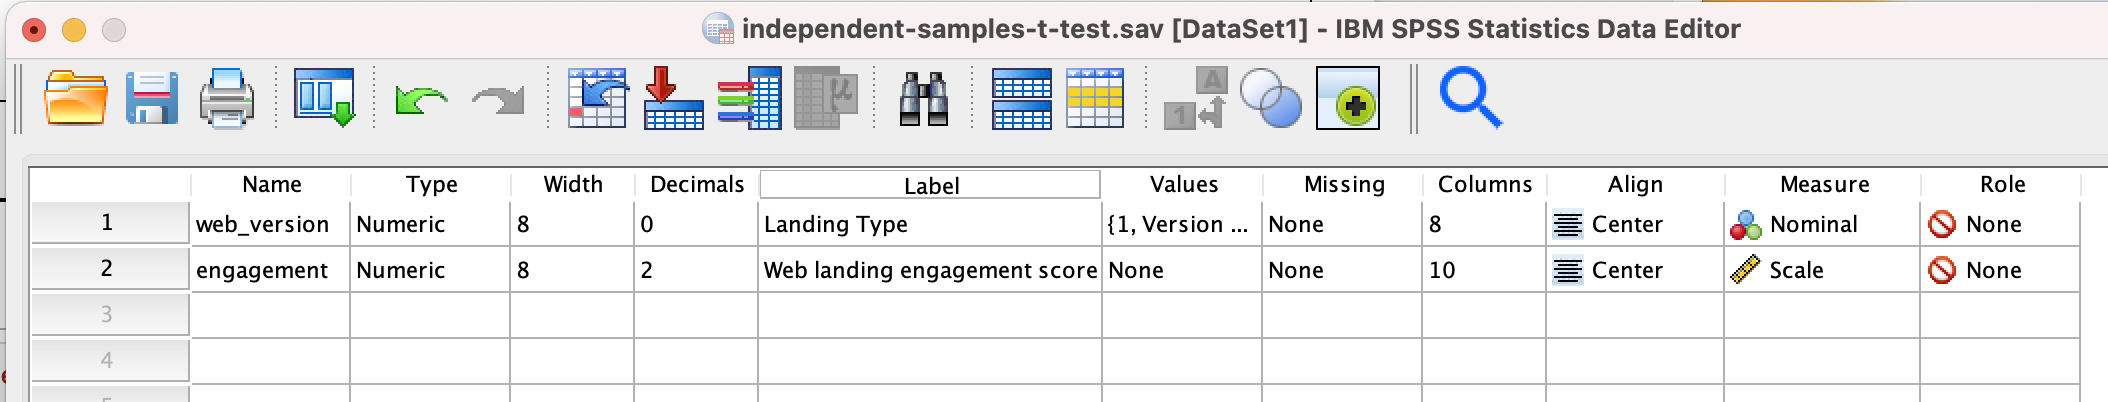 independent-samples-t-test.sav [DataSet1] - IBM SPSS Statistics Data Editor
μ A 1
Name Type Width Decimals Label Values Missing Columns Align Measure Role
1 web_version Numeric 8 0 Landing Type {1, Version ... None 8 Center Nominal None
2 engagement Numeric 8 2 Web landing engagement score None None 10 Center Scale None
3
4